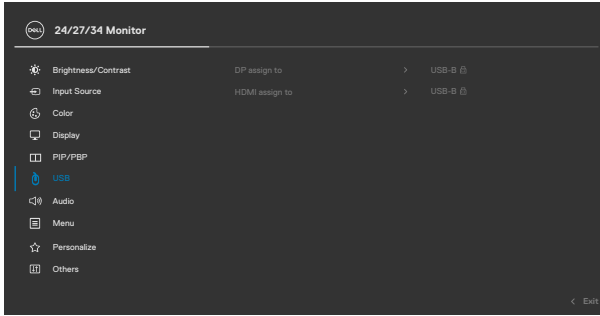 DELL 24/27/34 Monitor
Brightness/Contrast DP assign to > USB-B
Input Source HDMI assign to > USB-B
Color
Display
PIP/PBP
USB
Audio
Menu
Personalize
Others
< Exit